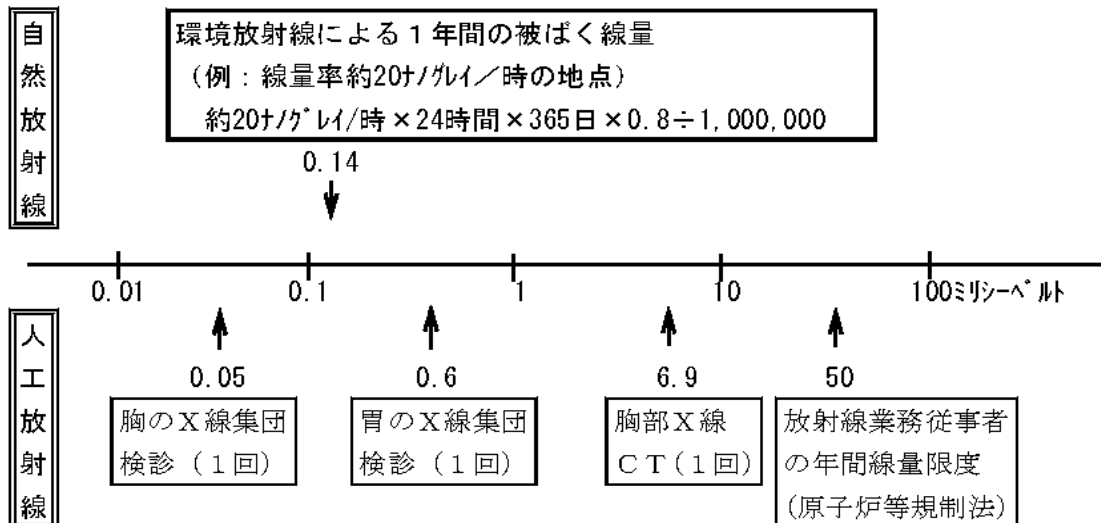 自然放射線
環境放射線による１年間の被ばく線量
（例：線量率約20ﾅﾉｸﾞﾚｲ／時の地点）
約20ﾅﾉｸﾞﾚｲ/時×24時間×365日×0.8÷1,000,000
0.14
0.01 0.1 1 10 100ﾐﾘｼｰﾍﾞﾙﾄ
人工放射線
0.05 0.6 6.9 50
胸のＸ線集団
検診（１回）
胃のＸ線集団
検診（１回）
胸部Ｘ線
ＣＴ（１回）
放射線業務従事者
の年間線量限度
（原子炉等規制法）